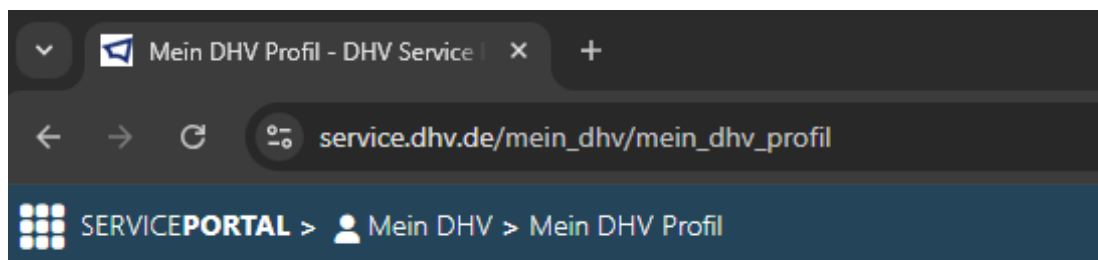 Mein DHV Profil - DHV Service
service.dhv.de/mein_dhv/mein_dhv_profil
SERVICEPORTAL > Mein DHV > Mein DHV Profil